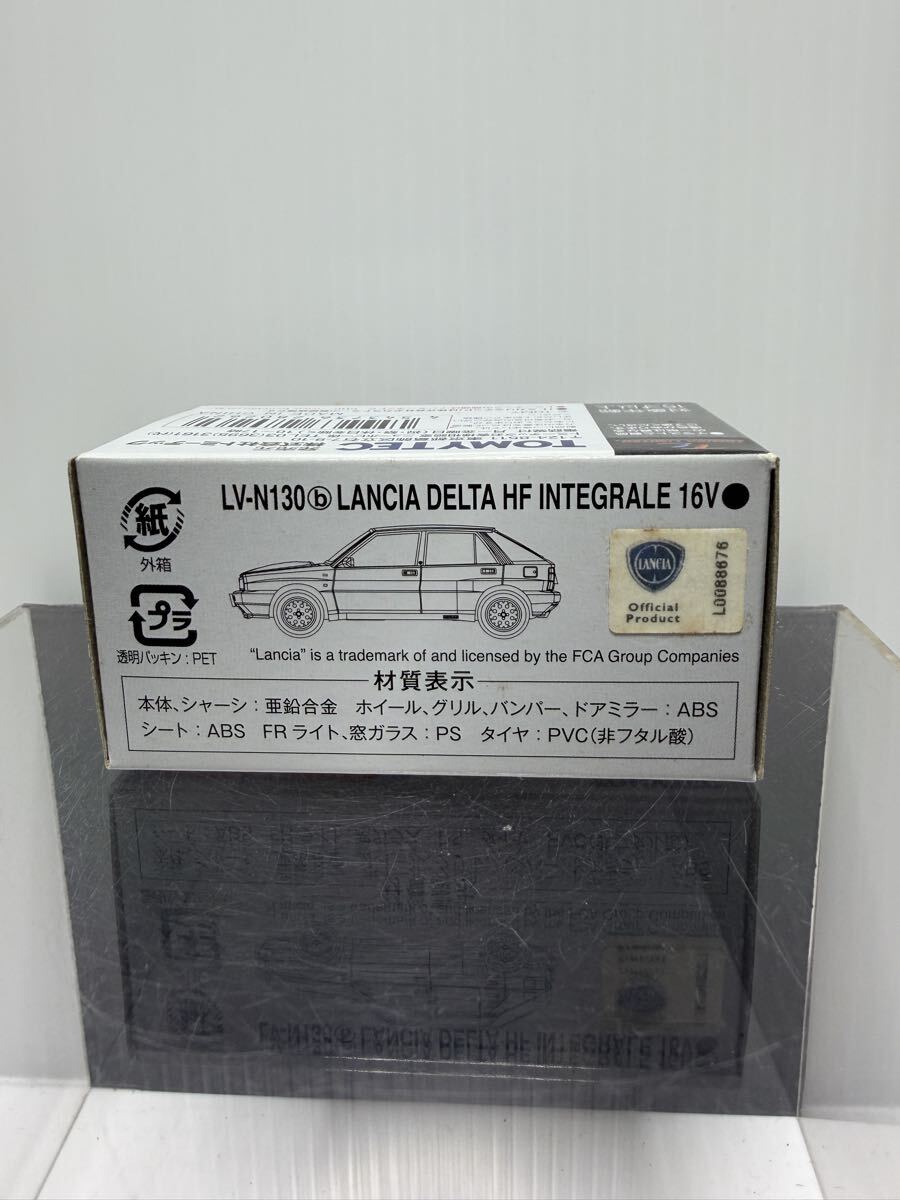 TOMYTEC
LV-N130ⓑ LANCIA DELTA HF INTEGRALE 16V●
紙
外箱
プラ
透明パッキン：PET
LANCIA
Official
Product
L0088676
“Lancia” is a trademark of and licensed by the FCA Group Companies
材質表示
本体、シャーシ：亜鉛合金 ホイール、グリル、バンパー、ドアミラー：ABS
シート：ABS FRライト、窓ガラス：PS タイヤ：PVC（非フタル酸）